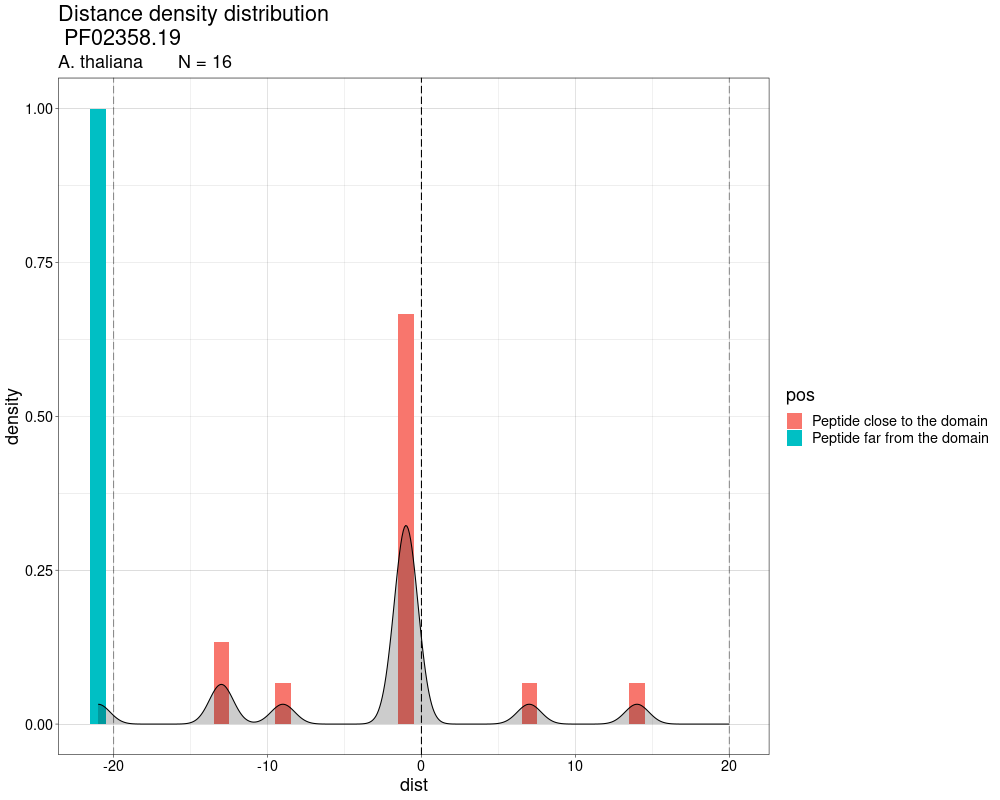 Distance density distribution
PF02358.19
A. thaliana N = 16
1.00
0.75
0.50
0.25
0.00
density
-20 -10 0 10 20
dist
pos
Peptide close to the domain
Peptide far from the domain